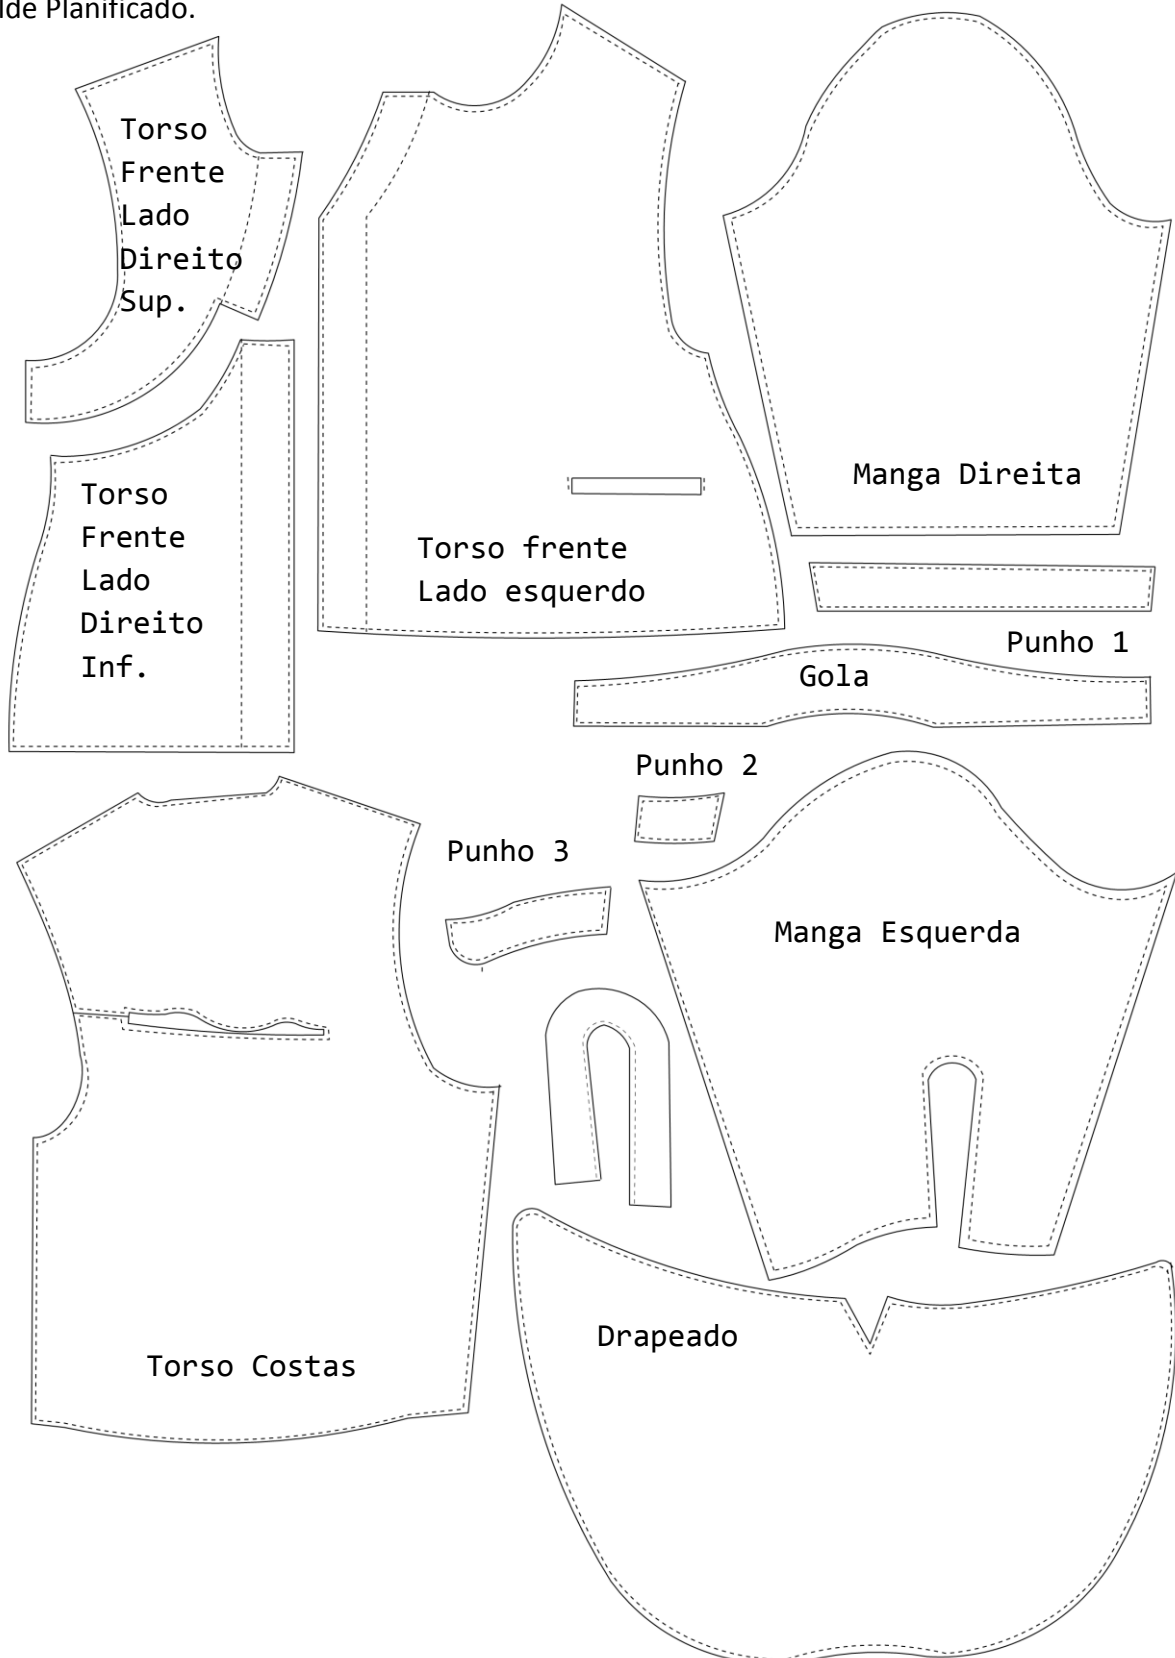 lde Planificado.
Torso
Frente
Lado
Direito
Sup.
Torso
Frente
Lado
Direito
Inf.
Torso frente
Lado esquerdo
Manga Direita
Punho 1
Gola
Punho 2
Punho 3
Manga Esquerda
Torso Costas
Drapeado